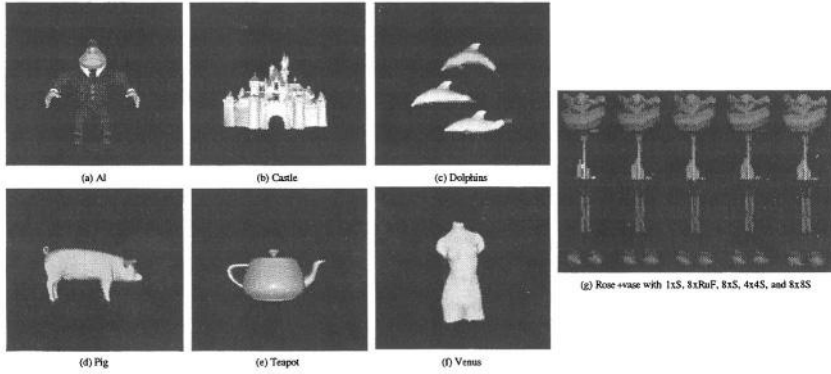 (a) Al
(b) Castle
(c) Dolphins
(d) Pig
(e) Teapot
(f) Venus
(g) Rose +vase with 1xS, 8xRuF, 8xS, 4x4S, and 8x8S